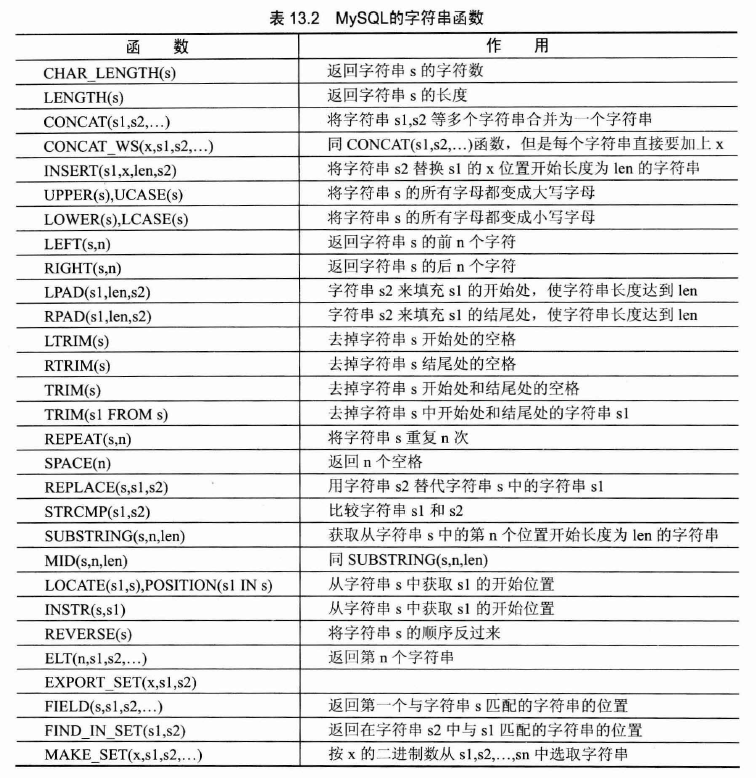 表 13.2 MySQL的字符串函数
函 数 作 用
CHAR_LENGTH(s) 返回字符串 s 的字符数
LENGTH(s) 返回字符串 s 的长度
CONCAT(s1,s2,…) 将字符串 s1,s2 等多个字符串合并为一个字符串
CONCAT_WS(x,s1,s2,…) 同 CONCAT(s1,s2,…)函数，但是每个字符串直接要加上 x
INSERT(s1,x,len,s2) 将字符串 s2 替换 s1 的 x 位置开始长度为 len 的字符串
UPPER(s),UCASE(s) 将字符串 s 的所有字母都变成大写字母
LOWER(s),LCASE(s) 将字符串 s 的所有字母都变成小写字母
LEFT(s,n) 返回字符串 s 的前 n 个字符
RIGHT(s,n) 返回字符串 s 的后 n 个字符
LPAD(s1,len,s2) 字符串 s2 来填充 s1 的开始处，使字符串长度达到 len
RPAD(s1,len,s2) 字符串 s2 来填充 s1 的结尾处，使字符串长度达到 len
LTRIM(s) 去掉字符串 s 开始处的空格
RTRIM(s) 去掉字符串 s 结尾处的空格
TRIM(s) 去掉字符串 s 开始处和结尾处的空格
TRIM(s1 FROM s) 去掉字符串 s 中开始处和结尾处的字符串 s1
REPEAT(s,n) 将字符串 s 重复 n 次
SPACE(n) 返回 n 个空格
REPLACE(s,s1,s2) 用字符串 s2 替代字符串 s 中的字符串 s1
STRCMP(s1,s2) 比较字符串 s1 和 s2
SUBSTRING(s,n,len) 获取从字符串 s 中的第 n 个位置开始长度为 len 的字符串
MID(s,n,len) 同 SUBSTRING(s,n,len)
LOCATE(s1,s),POSITION(s1 IN s) 从字符串 s 中获取 s1 的开始位置
INSTR(s,s1) 从字符串 s 中获取 s1 的开始位置
REVERSE(s) 将字符串 s 的顺序反过来
ELT(n,s1,s2,…) 返回第 n 个字符串
EXPORT_SET(x,s1,s2)
FIELD(s,s1,s2,…) 返回第一个与字符串 s 匹配的字符串的位置
FIND_IN_SET(s1,s2) 返回在字符串 s2 中与 s1 匹配的字符串的位置
MAKE_SET(x,s1,s2,…) 按 x 的二进制数从 s1,s2,…,sn 中选取字符串